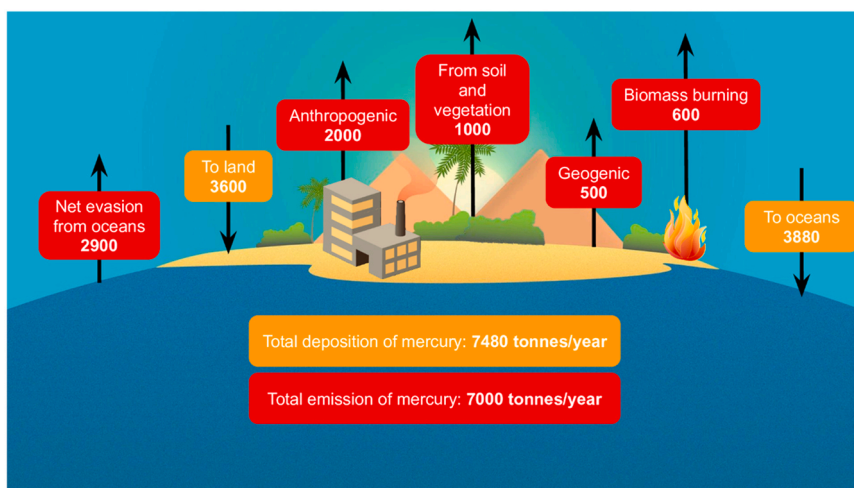 From soil
and
vegetation
1000
Biomass burning
600
Anthropogenic
2000
To land
3600
Geogenic
500
Net evasion
from oceans
2900
To oceans
3880
Total deposition of mercury: 7480 tonnes/year
Total emission of mercury: 7000 tonnes/year